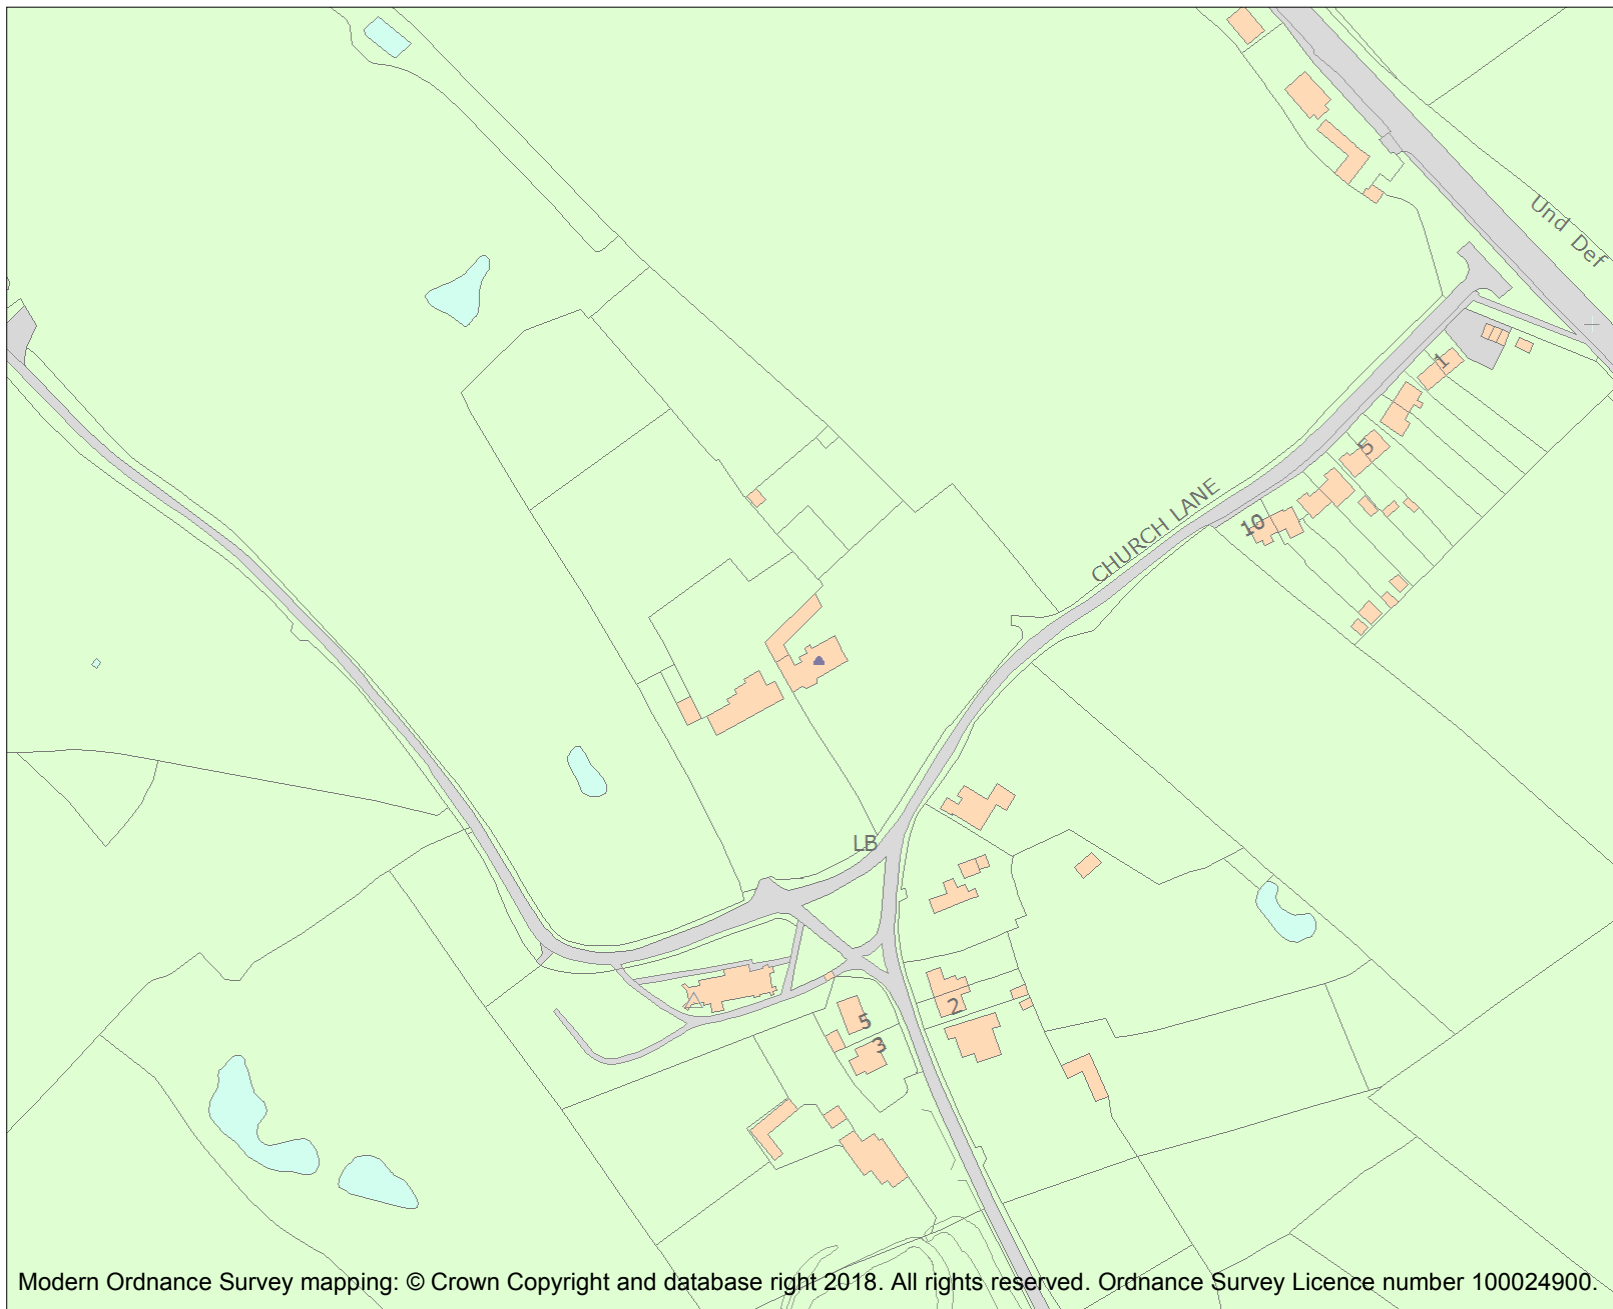 Und Def
1
5
CHURCH LANE
10
LB
5
2
3
Modern Ordnance Survey mapping: © Crown Copyright and database right 2018. All rights reserved. Ordnance Survey Licence number 100024900.